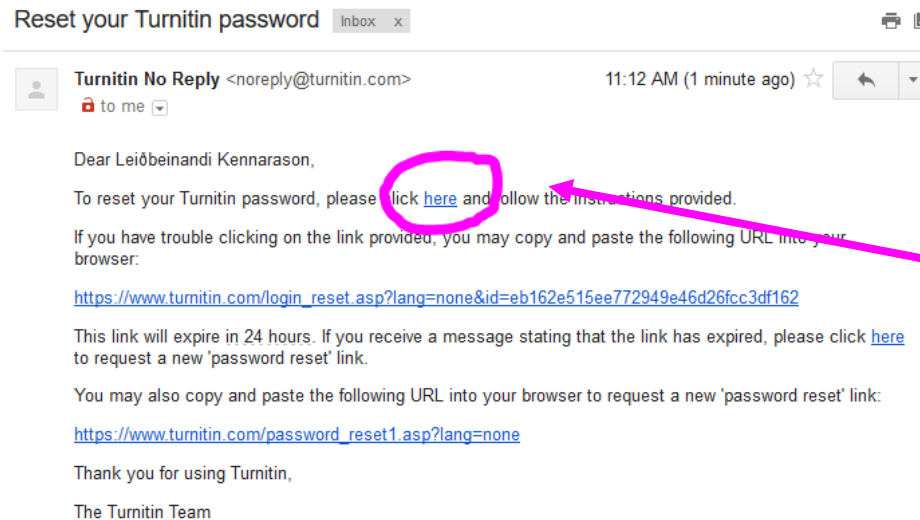 Reset your Turnitin password Inbox x
Turnitin No Reply <noreply@turnitin.com> 11:12 AM (1 minute ago)
to me
Dear Leiðbeinandi Kennarason,
To reset your Turnitin password, please click here and follow the instructions provided.
If you have trouble clicking on the link provided, you may copy and paste the following URL into your
browser:
https://www.turnitin.com/login_reset.asp?lang=none&id=eb162e515ee772949e46d26fcc3df162
This link will expire in 24 hours. If you receive a message stating that the link has expired, please click here
to request a new 'password reset' link.
You may also copy and paste the following URL into your browser to request a new 'password reset' link:
https://www.turnitin.com/password_reset1.asp?lang=none
Thank you for using Turnitin,
The Turnitin Team